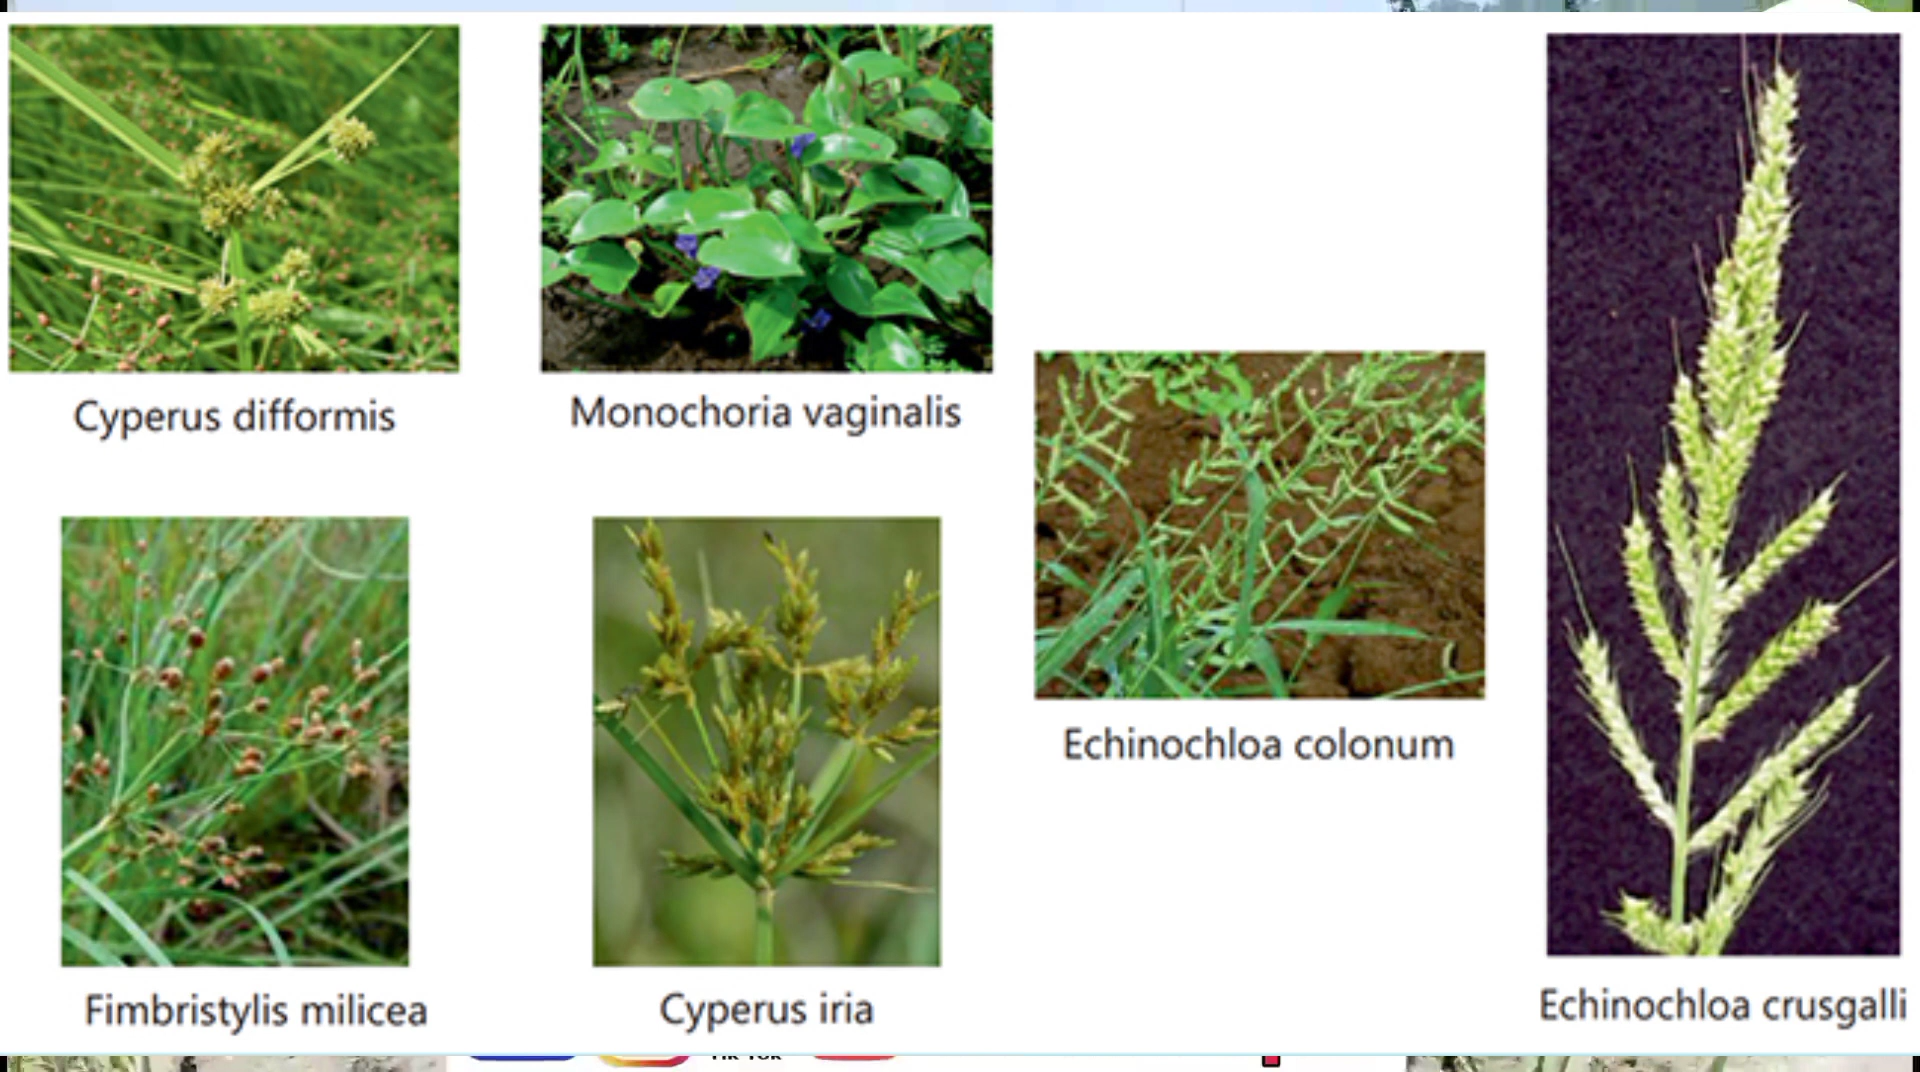 Cyperus difformis
Monochoria vaginalis
Echinochloa colonum
Fimbristylis milicea
Cyperus iria
Echinochloa crusgalli